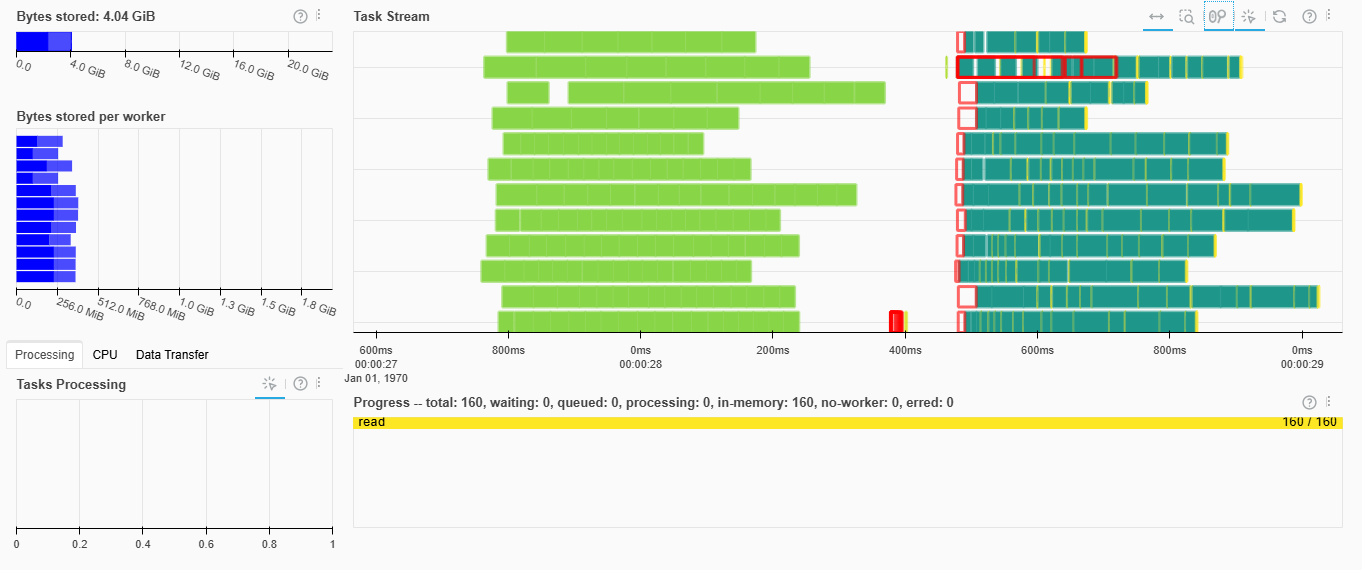 Bytes stored: 4.04 GiB
0.0 4.0 GiB 8.0 GiB 12.0 GiB 16.0 GiB 20.0 GiB
Bytes stored per worker
0.0 256.0 MiB 512.0 MiB 768.0 MiB 1.0 GiB 1.3 GiB 1.5 GiB 1.8 GiB
Processing CPU Data Transfer
Tasks Processing
0 0.2 0.4 0.6 0.8 1
Task Stream
600ms 800ms 0ms 200ms 400ms 600ms 800ms 0ms
00:00:27 00:00:28 00:00:29
Jan 01, 1970
Progress -- total: 160, waiting: 0, queued: 0, processing: 0, in-memory: 160, no-worker: 0, erred: 0
read 160 / 160